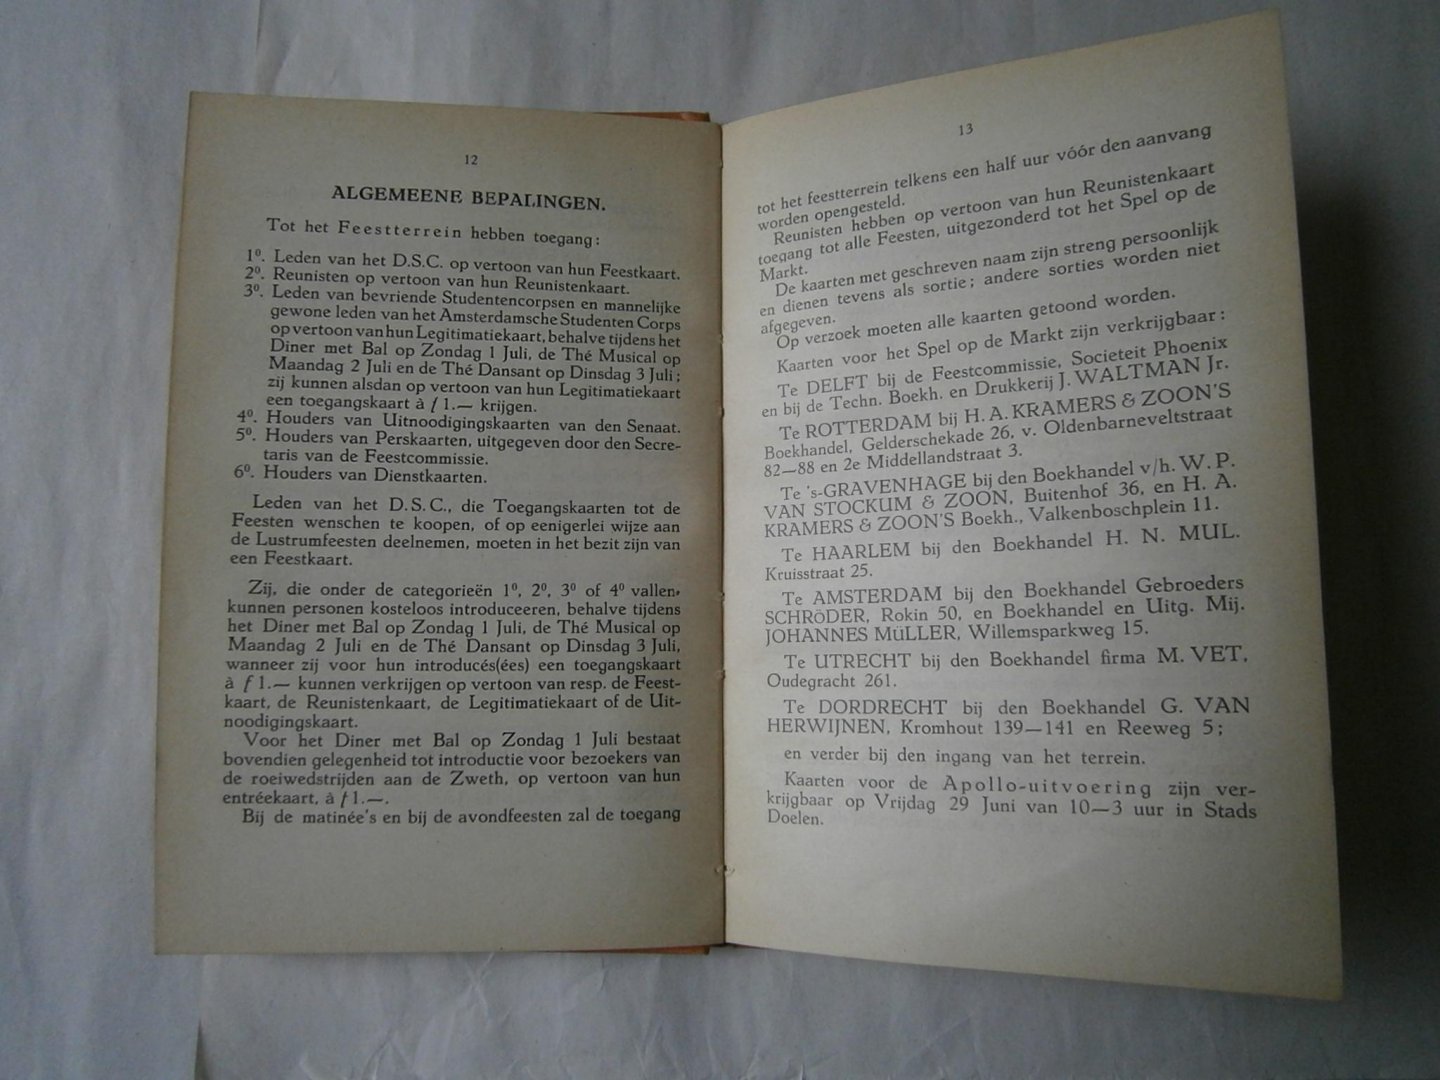 12
ALGEMEENE BEPALINGEN.
Tot het Feestterrein hebben toegang:
1⁰. Leden van het D.S.C. op vertoon van hun Feestkaart.
2⁰. Reunisten op vertoon van hun Reunistenkaart.
3⁰. Leden van bevriende Studentencorpsen en mannelijke
gewone leden van het Amsterdamsche Studenten Corps
op vertoon van hun Legitimatiekaart, behalve tijdens het
Diner met Bal op Zondag 1 Juli, de Thé Musical op
Maandag 2 Juli en de Thé Dansant op Dinsdag 3 Juli;
zij kunnen alsdan op vertoon van hun Legitimatiekaart
een toegangskaart à ƒ 1.— krijgen.
4⁰. Houders van Uitnoodigingskaarten van den Senaat.
5⁰. Houders van Perskaarten, uitgegeven door den Secre-
taris van de Feestcommissie.
6⁰. Houders van Dienstkaarten.
Leden van het D.S.C., die Toegangskaarten tot de
Feesten wenschen te koopen, of op eenigerlei wijze aan
de Lustrumfeesten deelnemen, moeten in het bezit zijn van
een Feestkaart.
Zij, die onder de categorieën 1⁰, 2⁰, 3⁰ of 4⁰ vallen,
kunnen personen kosteloos introduceeren, behalve tijdens
het Diner met Bal op Zondag 1 Juli, de Thé Musical op
Maandag 2 Juli en de Thé Dansant op Dinsdag 3 Juli,
wanneer zij voor hun introducés(ées) een toegangskaart
à ƒ 1.— kunnen verkrijgen op vertoon van resp. de Feest-
kaart, de Reunistenkaart, de Legitimatiekaart of de Uit-
noodigingskaart.
Voor het Diner met Bal op Zondag 1 Juli bestaat
bovendien gelegenheid tot introductie voor bezoekers van
de roeiwedstrijden aan de Zweth, op vertoon van hun
entréekaart, à ƒ 1.—.
Bij de matinée's en bij de avondfeesten zal de toegang
13
tot het feestterrein telkens een half uur vóór den aanvang
worden opengesteld.
Reunisten hebben op vertoon van hun Reunistenkaart
toegang tot alle Feesten, uitgezonderd tot het Spel op de
Markt.
De kaarten met geschreven naam zijn streng persoonlijk
en dienen tevens als sortie; andere sorties worden niet
afgegeven.
Op verzoek moeten alle kaarten getoond worden.
Kaarten voor het Spel op de Markt zijn verkrijgbaar:
Te DELFT bij de Feestcommissie, Societeit Phoenix
en bij de Techn. Boekh. en Drukkerij J. WALTMAN Jr.
Te ROTTERDAM bij H. A. KRAMERS & ZOON'S
Boekhandel, Gelderschekade 26, v. Oldenbarneveltstraat
82—88 en 2e Middellandstraat 3.
Te 's-GRAVENHAGE bij den Boekhandel v/h. W. P.
VAN STOCKUM & ZOON, Buitenhof 36, en H. A.
KRAMERS & ZOON'S Boekh., Valkenboschplein 11.
Te HAARLEM bij den Boekhandel H. N. MUL.
Kruisstraat 25.
Te AMSTERDAM bij den Boekhandel Gebroeders
SCHRÖDER, Rokin 50, en Boekhandel en Uitg. Mij.
JOHANNES MÜLLER, Willemsparkweg 15.
Te UTRECHT bij den Boekhandel firma M. VET,
Oudegracht 261.
Te DORDRECHT bij den Boekhandel G. VAN
HERWIJNEN, Kromhout 139—141 en Reeweg 5;
en verder bij den ingang van het terrein.
Kaarten voor de Apollo-uitvoering zijn ver-
krijgbaar op Vrijdag 29 Juni van 10—3 uur in Stads
Doelen.